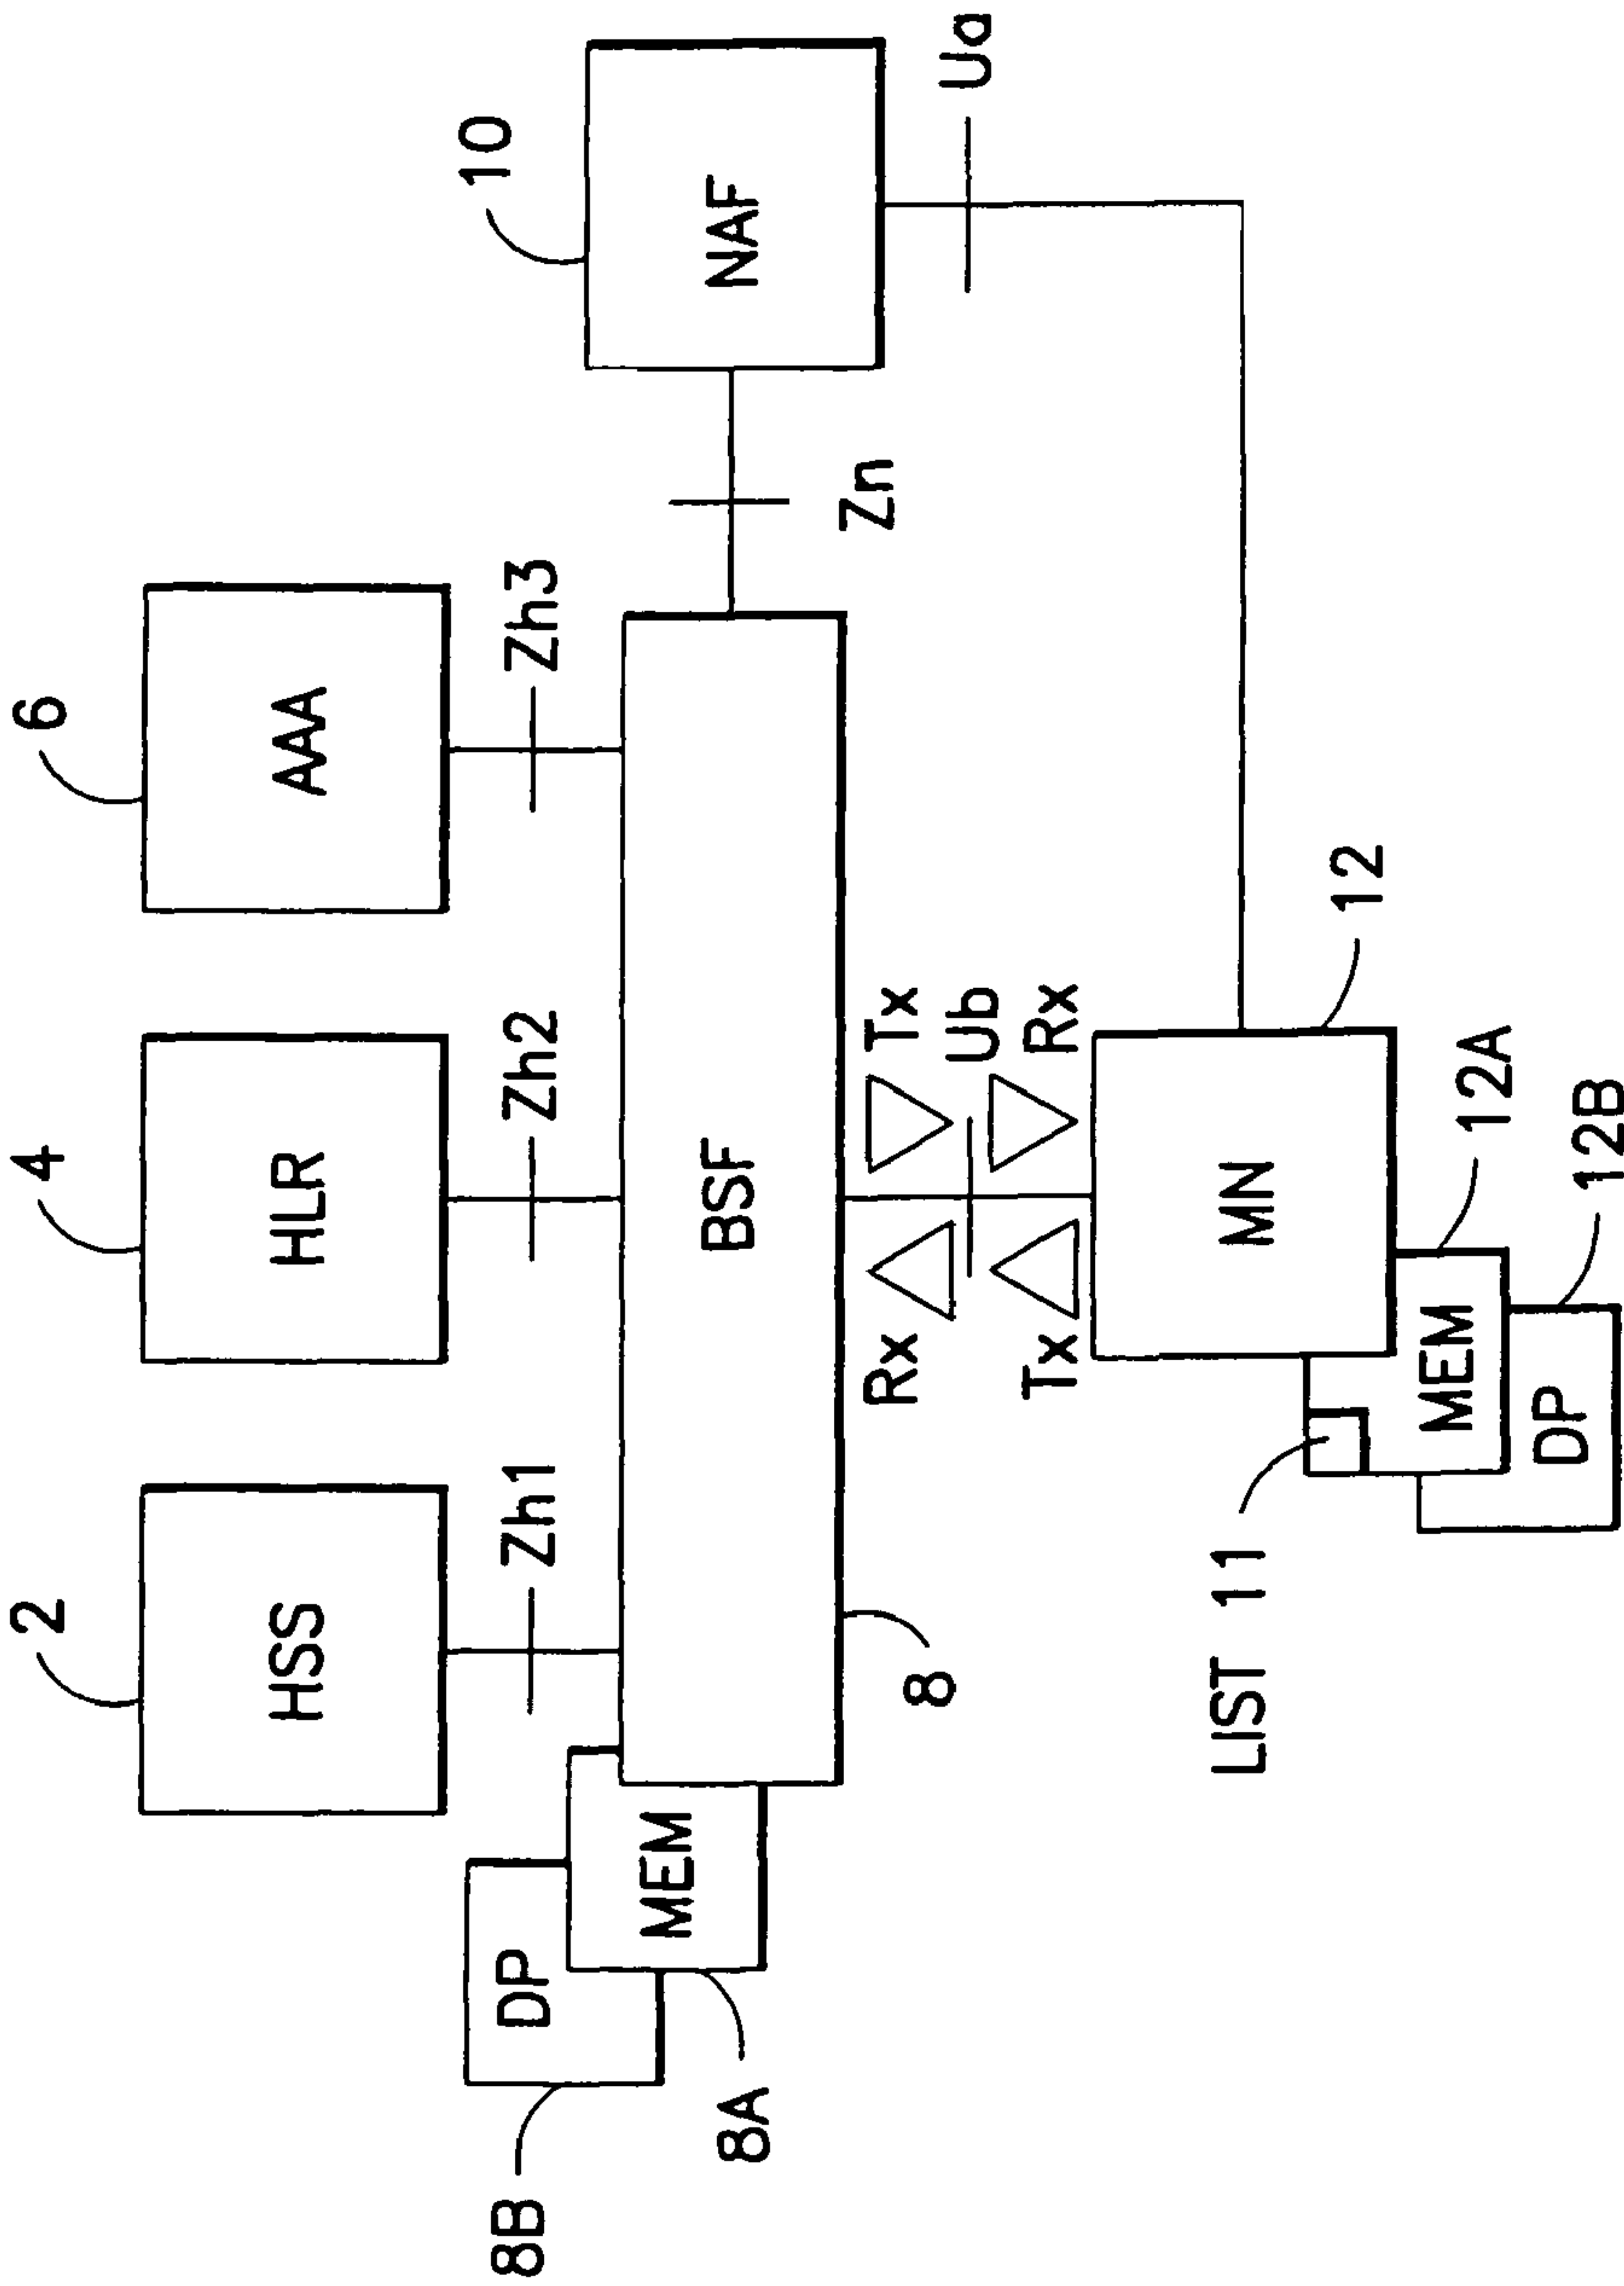 2
4
6
HSS
HLR
AAA
10
8B
DP
Zh1
Zh2
Zh3
MEM
BSF
NAF
8A
Zn
8
Rx
Tx
Ub
Ua
Tx
Rx
LIST 11
MN
12
MEM
12A
DP
12B